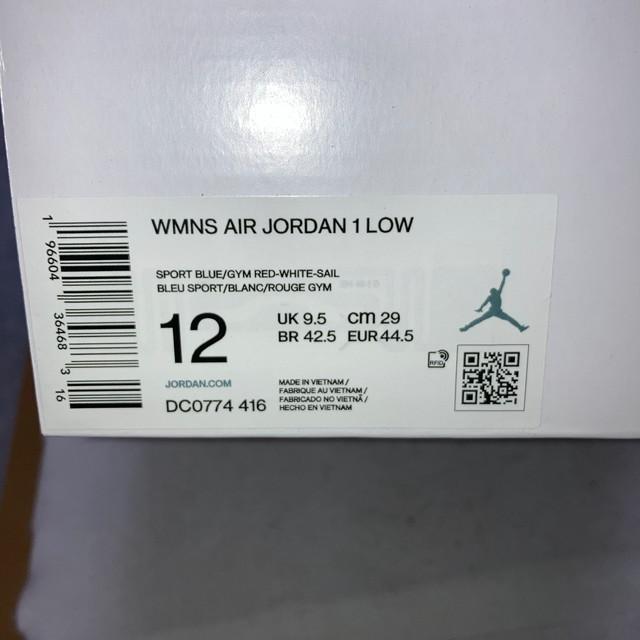 WMNS AIR JORDAN 1 LOW
SPORT BLUE/GYM RED-WHITE-SAIL
BLEU SPORT/BLANC/ROUGE GYM
12
UK 9.5 cm 29
BR 42.5 EUR 44.5
JORDAN.COM
DC0774 416
MADE IN VIETNAM /
FABRIQUE AU VIETNAM /
FABRICADO NO VIETNÃ /
HECHO EN VIETNAM
RFID
1 96604 36468 3 16